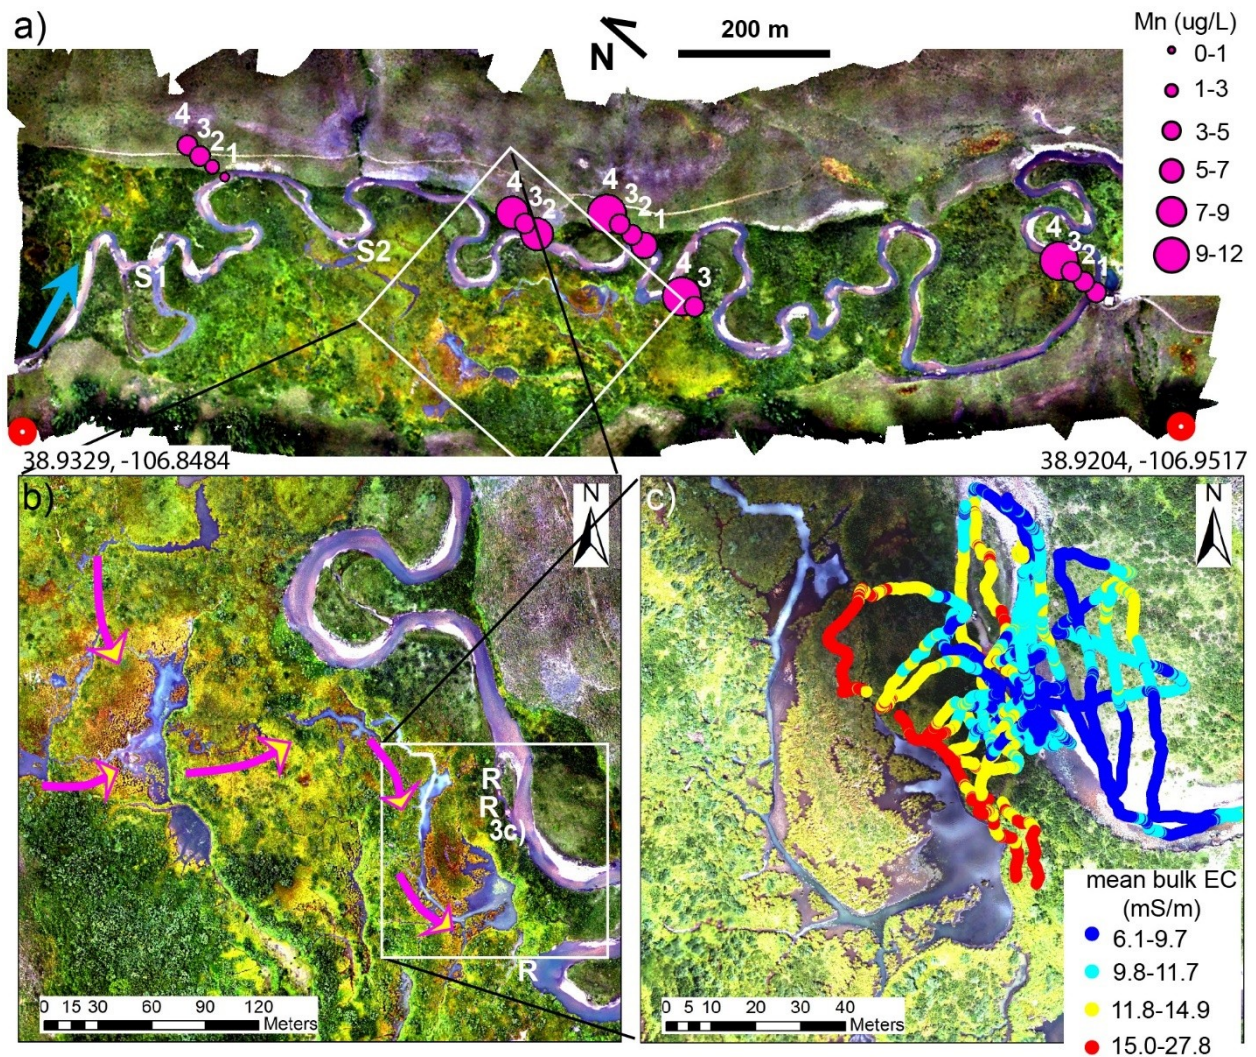 a)
N
200 m
Mn (ug/L)
0-1
1-3
3-5
5-7
7-9
9-12
4
3
2
1
S1
S2
4
3
2
4
3
2
1
4
3
4
3
2
1
38.9329, -106.8484
38.9204, -106.9517
b)
N
R
R
3c)
R
0 15 30 60 90 120
Meters
c)
N
mean bulk EC
(mS/m)
6.1-9.7
9.8-11.7
11.8-14.9
15.0-27.8
0 5 10 20 30 40
Meters